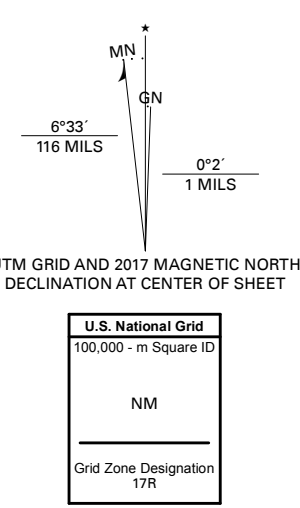 ★
MN
GN
6°33´
116 MILS
0°2´
1 MILS
UTM GRID AND 2017 MAGNETIC NORTH
DECLINATION AT CENTER OF SHEET
U.S. National Grid
100,000 - m Square ID
NM
Grid Zone Designation
17R